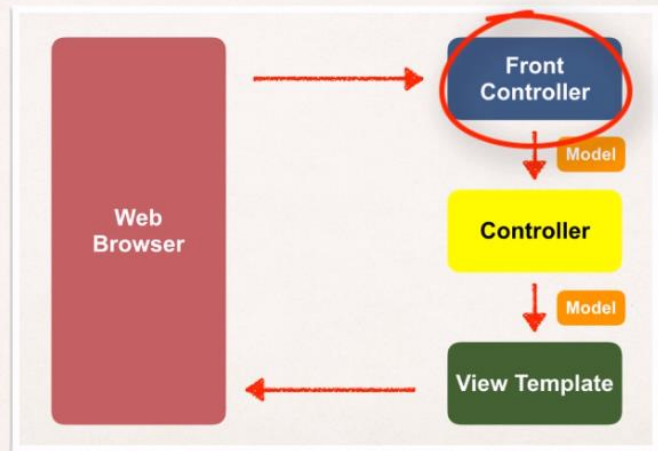 Front
Controller
Model
Web
Browser
Controller
Model
View Template